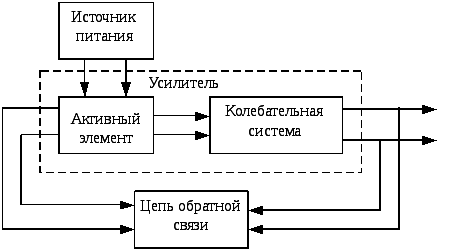 Источник
питания
Усилитель
Активный
элемент
Колебательная
система
Цепь обратной
связи